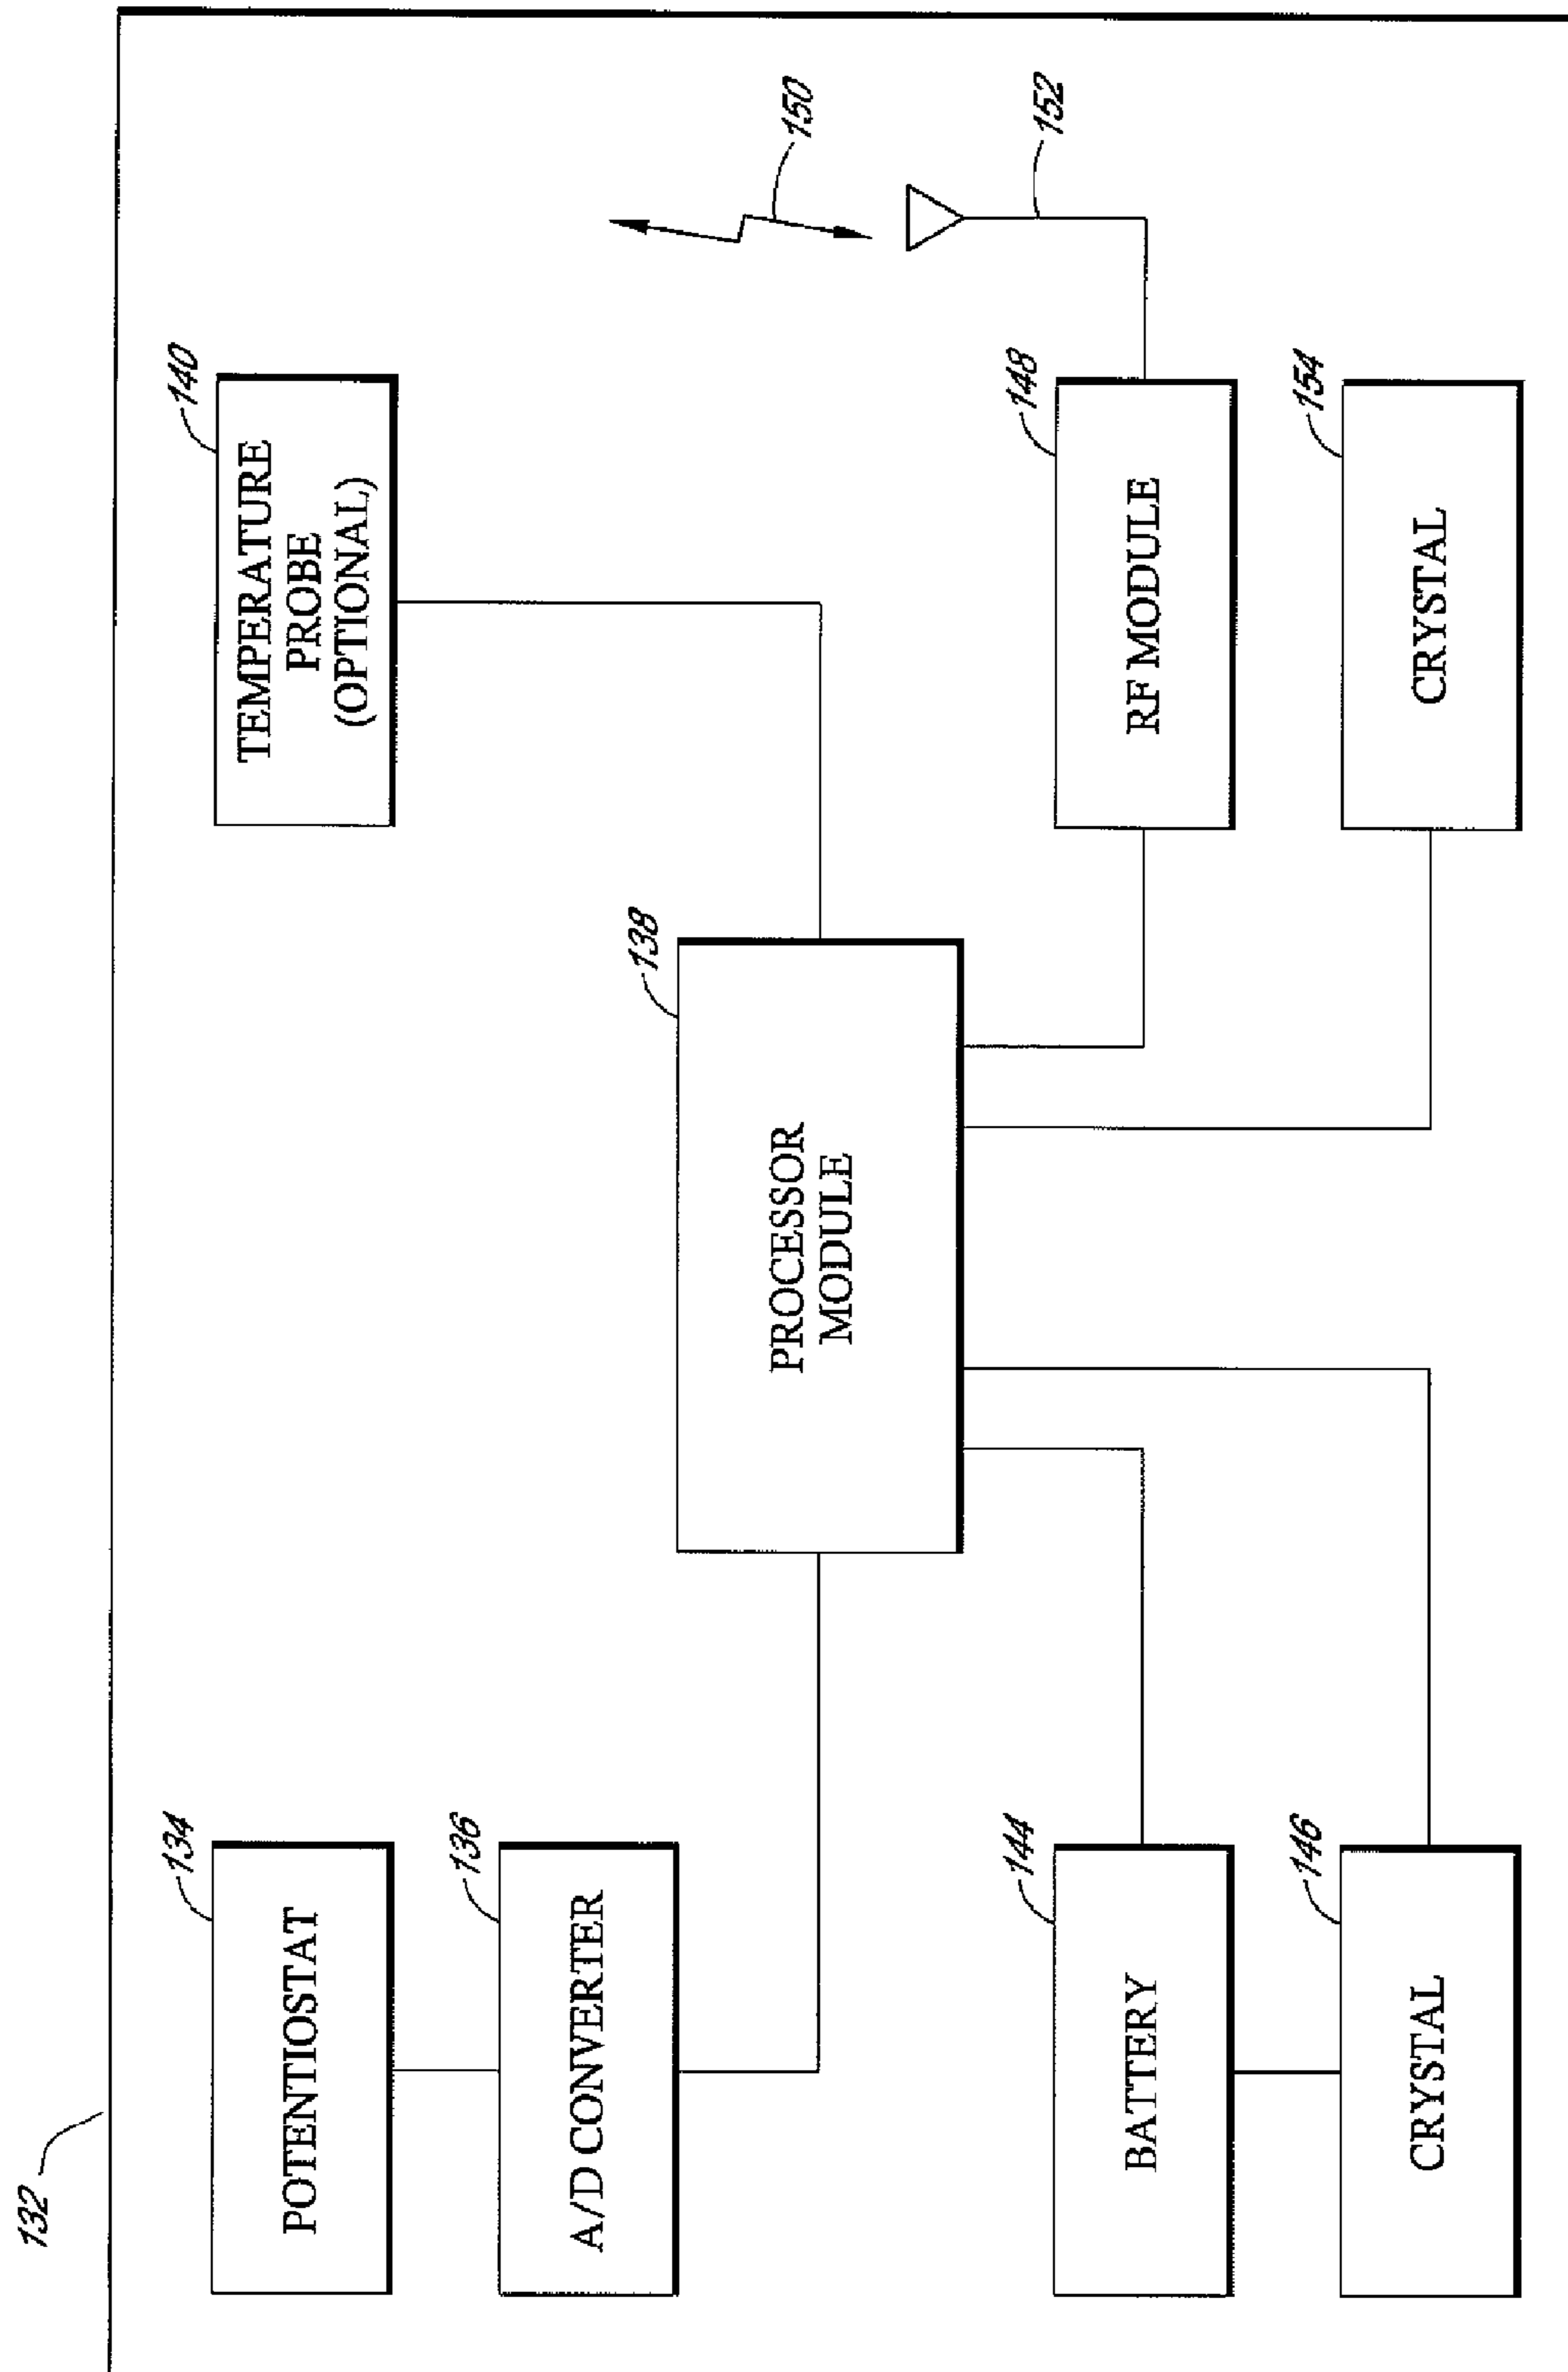 132
POTENTIOSTAT
134
A/D CONVERTER
136
BATTERY
144
CRYSTAL
146
PROCESSOR
MODULE
138
TEMPERATURE
PROBE
(OPTIONAL)
140
150
152
RF MODULE
148
CRYSTAL
154